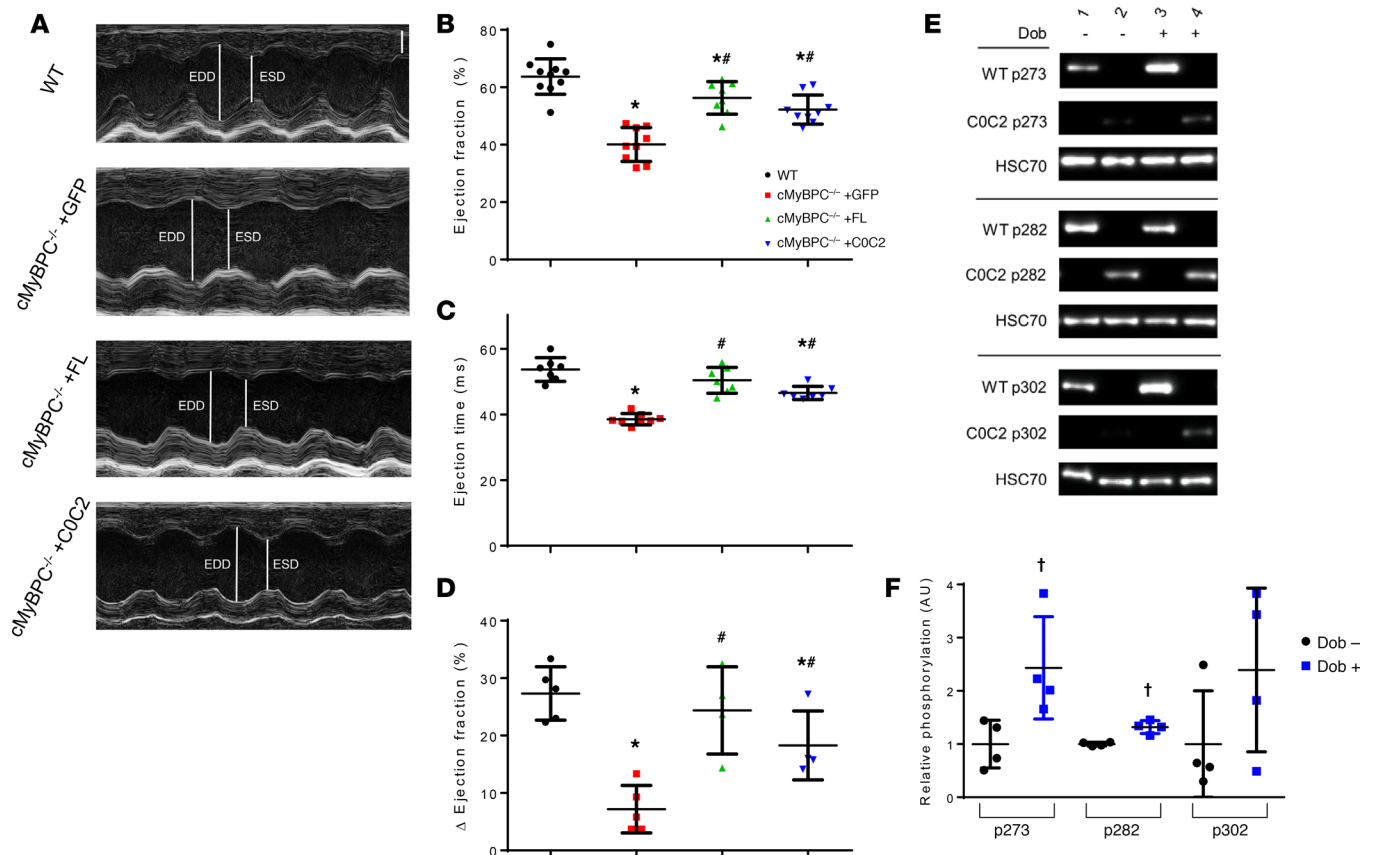 A
WT
EDD
ESD
cMyBPC-/- +GFP
EDD
ESD
cMyBPC-/- +FL
EDD
ESD
cMyBPC-/- +C0C2
EDD
ESD
B
Ejection fraction (%)
80
60
40
20
0
*
*#
*#
WT
cMyBPC–/– +GFP
cMyBPC–/– +FL
cMyBPC–/– +C0C2
C
Ejection time (ms)
60
40
20
0
*
#
*#
D
Δ Ejection fraction (%)
40
30
20
10
0
*
#
*#
E
1 2 3 4
Dob - - + +
WT p273
C0C2 p273
HSC70
WT p282
C0C2 p282
HSC70
WT p302
C0C2 p302
HSC70
F
Relative phosphorylation (AU)
4
3
2
1
0
†
†
p273
p282
p302
Dob –
Dob +